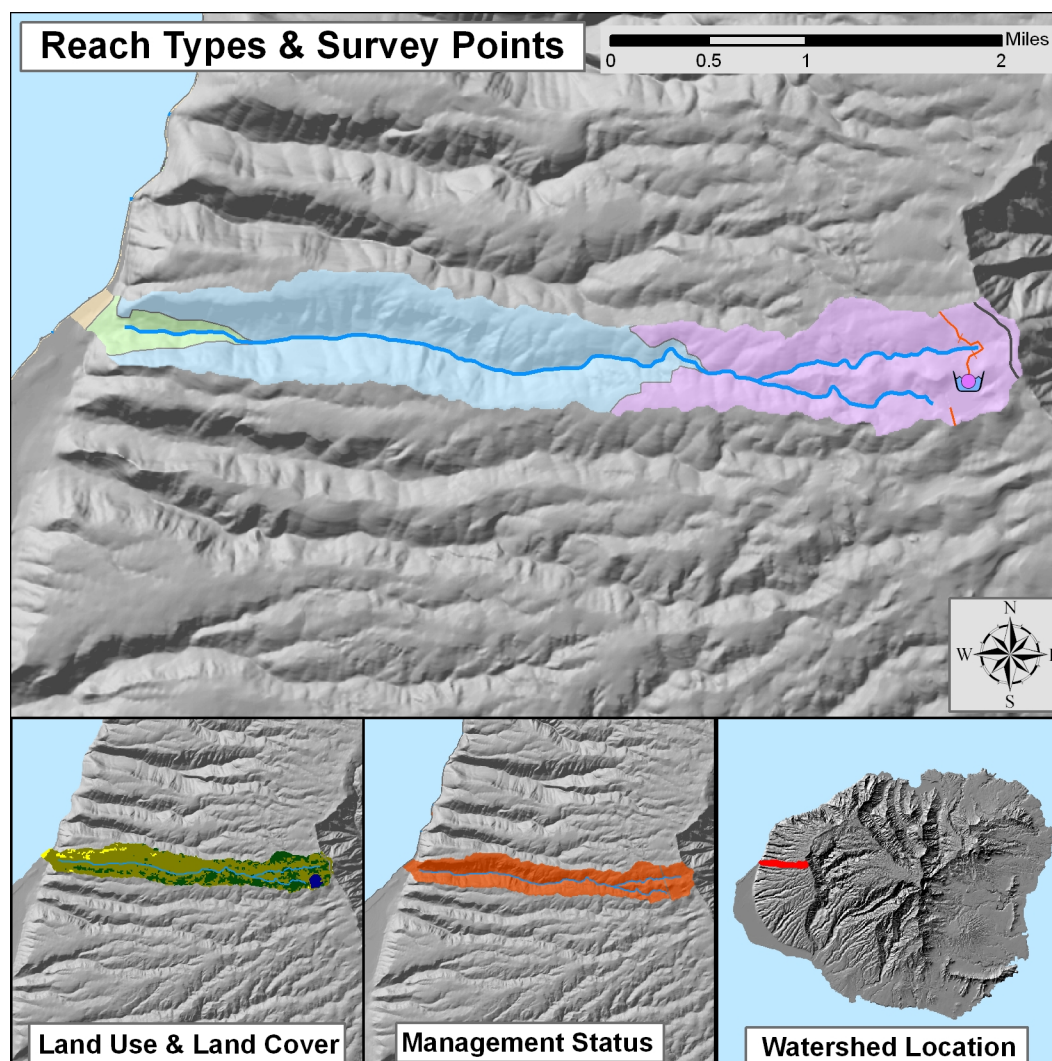 Reach Types & Survey Points
Miles
0 0.5 1 2
N
W
S
Land Use & Land Cover
Management Status
Watershed Location